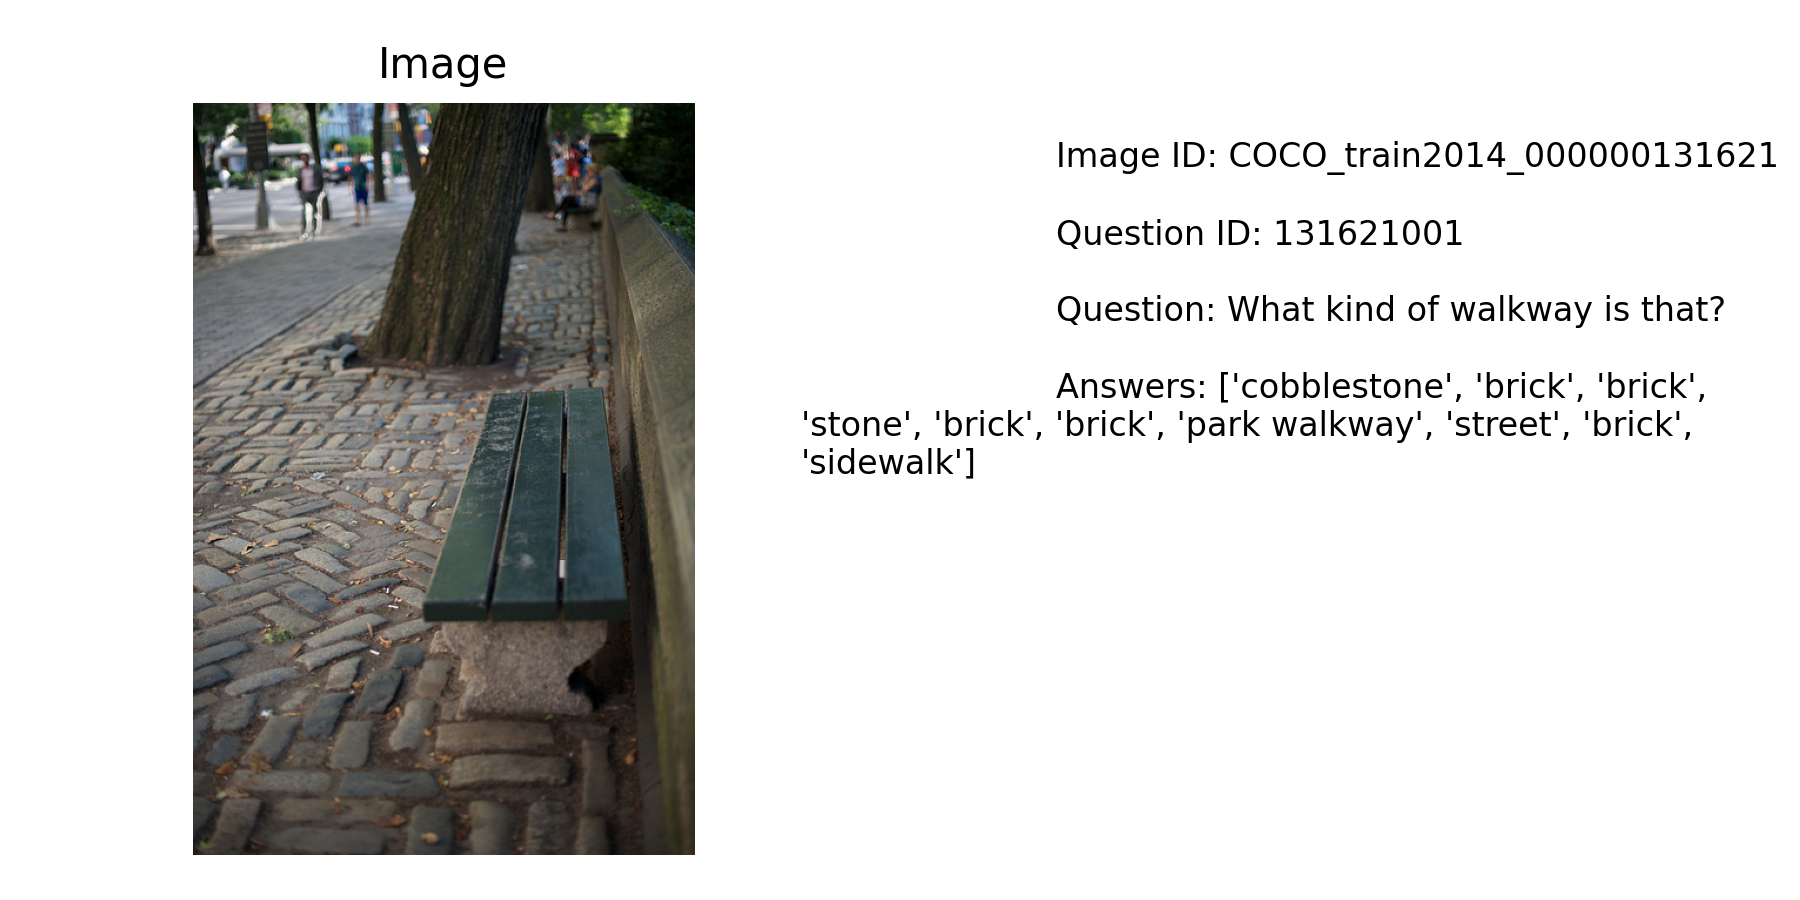 Image
Image ID: COCO_train2014_000000131621
Question ID: 131621001
Question: What kind of walkway is that?
Answers: ['cobblestone', 'brick', 'brick',
'stone', 'brick', 'brick', 'park walkway', 'street', 'brick',
'sidewalk']